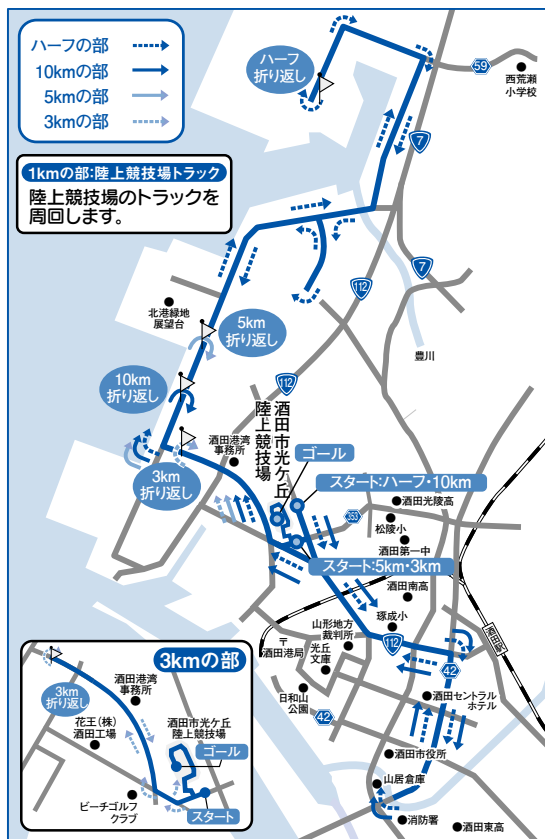 ハーフの部
10kmの部
5kmの部
3kmの部
1kmの部:陸上競技場トラック
陸上競技場のトラックを
周回します。
ハーフ
折り返し
59
西荒瀬
小学校
7
7
112
豊川
北港緑地
展望台
5km
折り返し
10km
折り返し
112
酒田市光ケ丘
陸上競技場
酒田港湾
事務所
3km
折り返し
ゴール
スタート:ハーフ・10km
酒田光陵高
353
松陵小
酒田第一中
スタート:5km・3km
酒田南高
琢成小
山形地方
裁判所
〒
酒田港局
光丘
文庫
112
酒田駅
42
日和山
公園
42
酒田セントラル
ホテル
酒田市役所
山居倉庫
消防署
酒田東高
3kmの部
3km
折り返し
酒田港湾
事務所
花王(株)
酒田工場
酒田市光ケ丘
陸上競技場
ゴール
スタート
ビーチゴルフ
クラブ